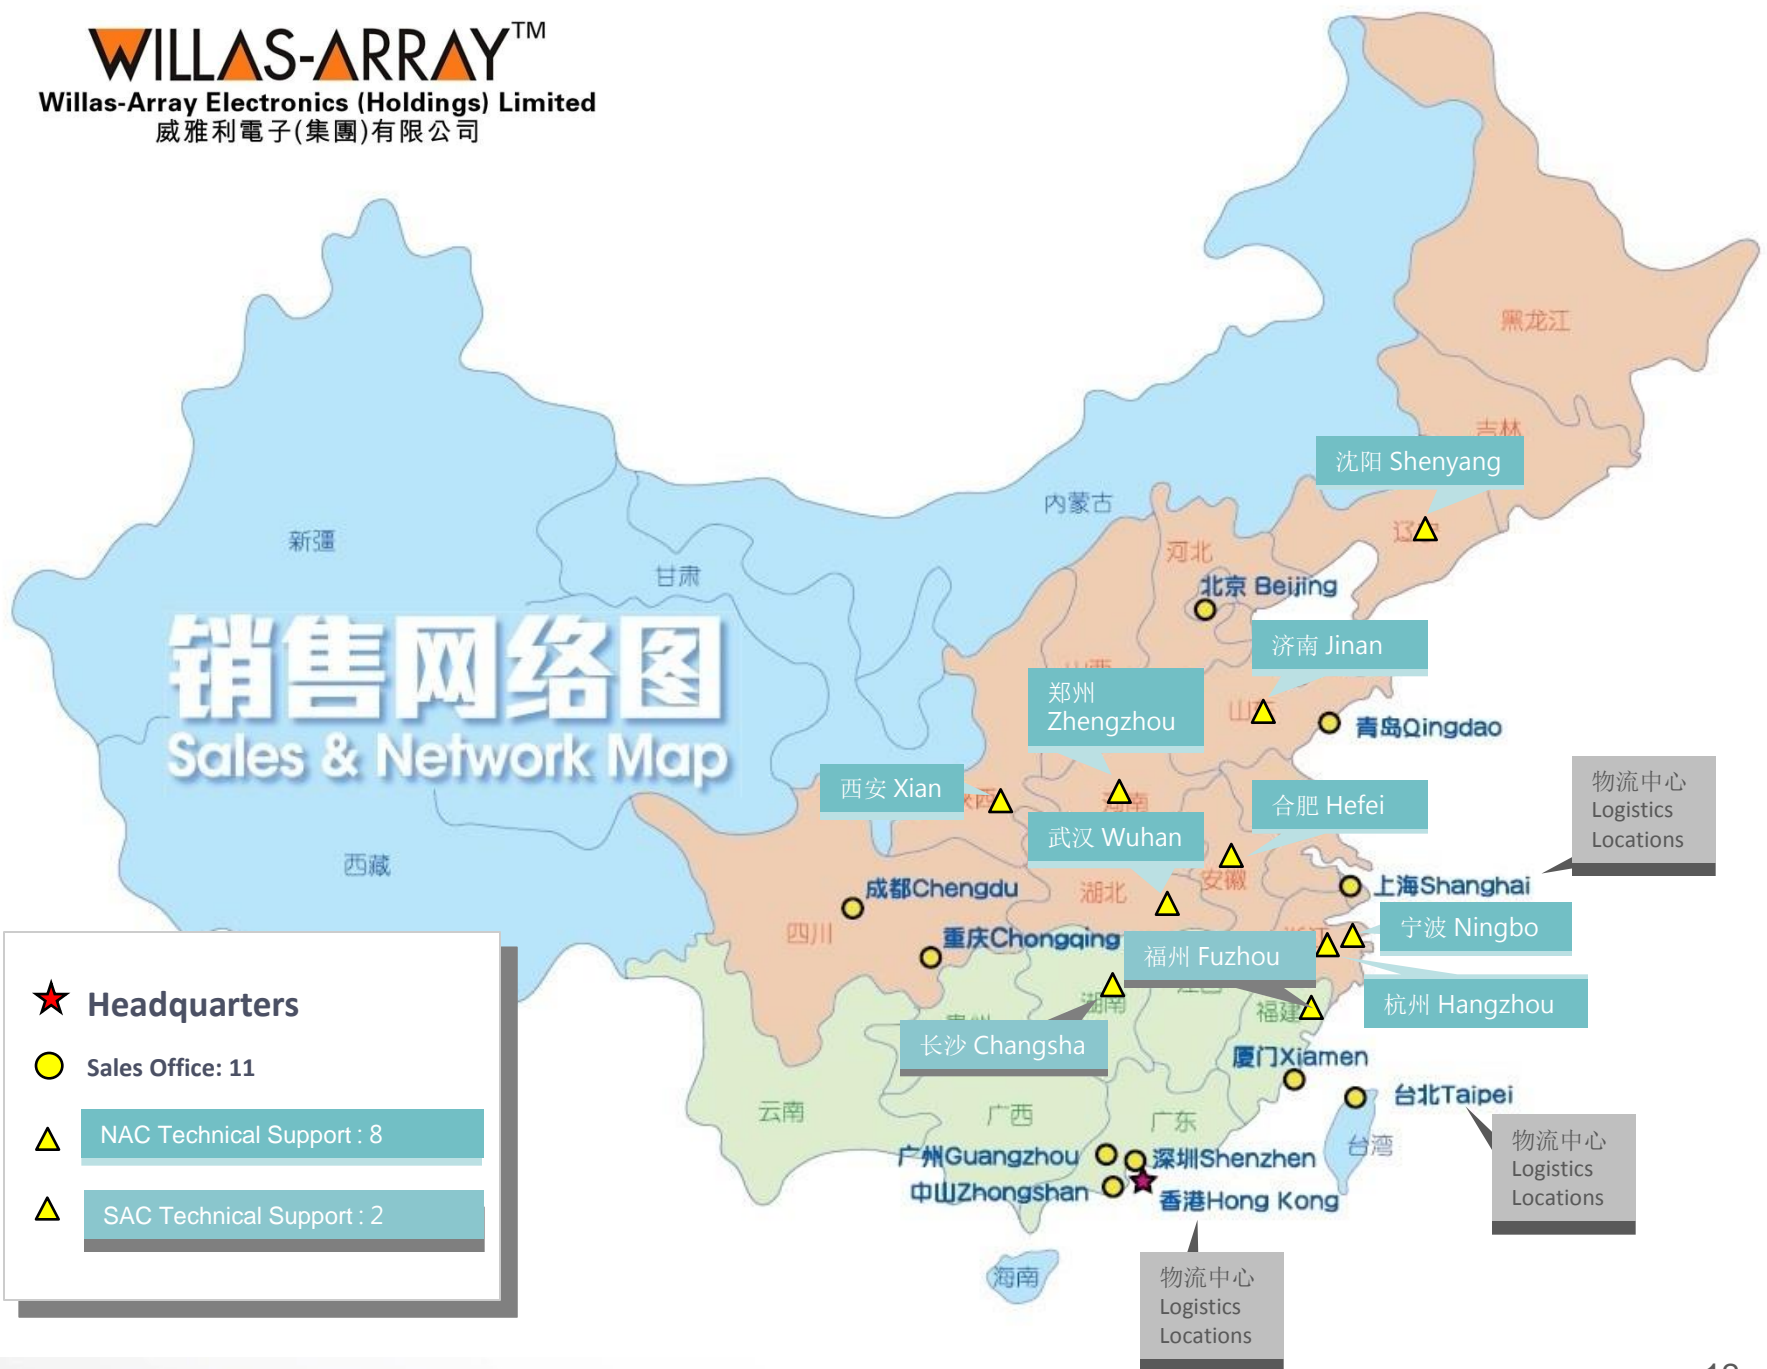 WILLAS-ARRAY™
Willas-Array Electronics (Holdings) Limited
威雅利電子(集團)有限公司
黑龙江
吉林
沈阳 Shenyang
内蒙古
新疆
河北
甘肃
北京 Beijing
销售网络图
Sales & Network Map
济南 Jinan
郑州
Zhengzhou
青岛Qingdao
西安 Xian
河南
合肥 Hefei
物流中心
Logistics
Locations
武汉 Wuhan
西藏
成都Chengdu
湖北
安徽
上海Shanghai
四川
重庆Chongqing
宁波 Ningbo
福州 Fuzhou
杭州 Hangzhou
湖南
福建
长沙 Changsha
厦门Xiamen
台北Taipei
云南
广西
广东
台湾
物流中心
Logistics
Locations
广州Guangzhou
深圳Shenzhen
中山Zhongshan
香港Hong Kong
海南
物流中心
Logistics
Locations
Headquarters
Sales Office: 11
NAC Technical Support : 8
SAC Technical Support : 2